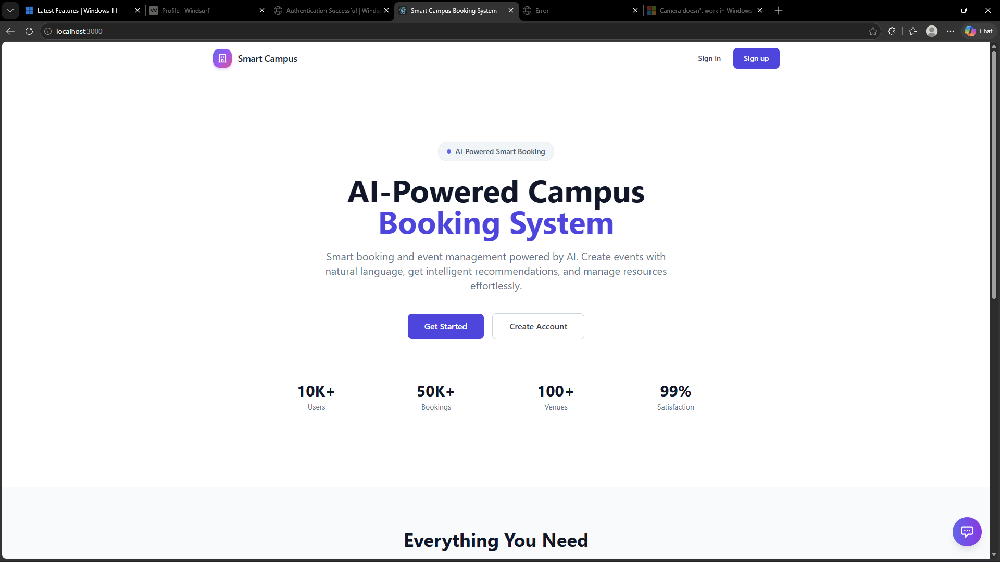 Latest Features | Windows 11
Profile | Windsurf
Authentication Successful | Winds
Smart Campus Booking System
Error
Camera doesn't work in Windows
localhost:3000
Chat
Smart Campus
Sign in
Sign up
AI-Powered Smart Booking
AI-Powered Campus
Booking System
Smart booking and event management powered by AI. Create events with
natural language, get intelligent recommendations, and manage resources
effortlessly.
Get Started
Create Account
10K+
Users
50K+
Bookings
100+
Venues
99%
Satisfaction
Everything You Need